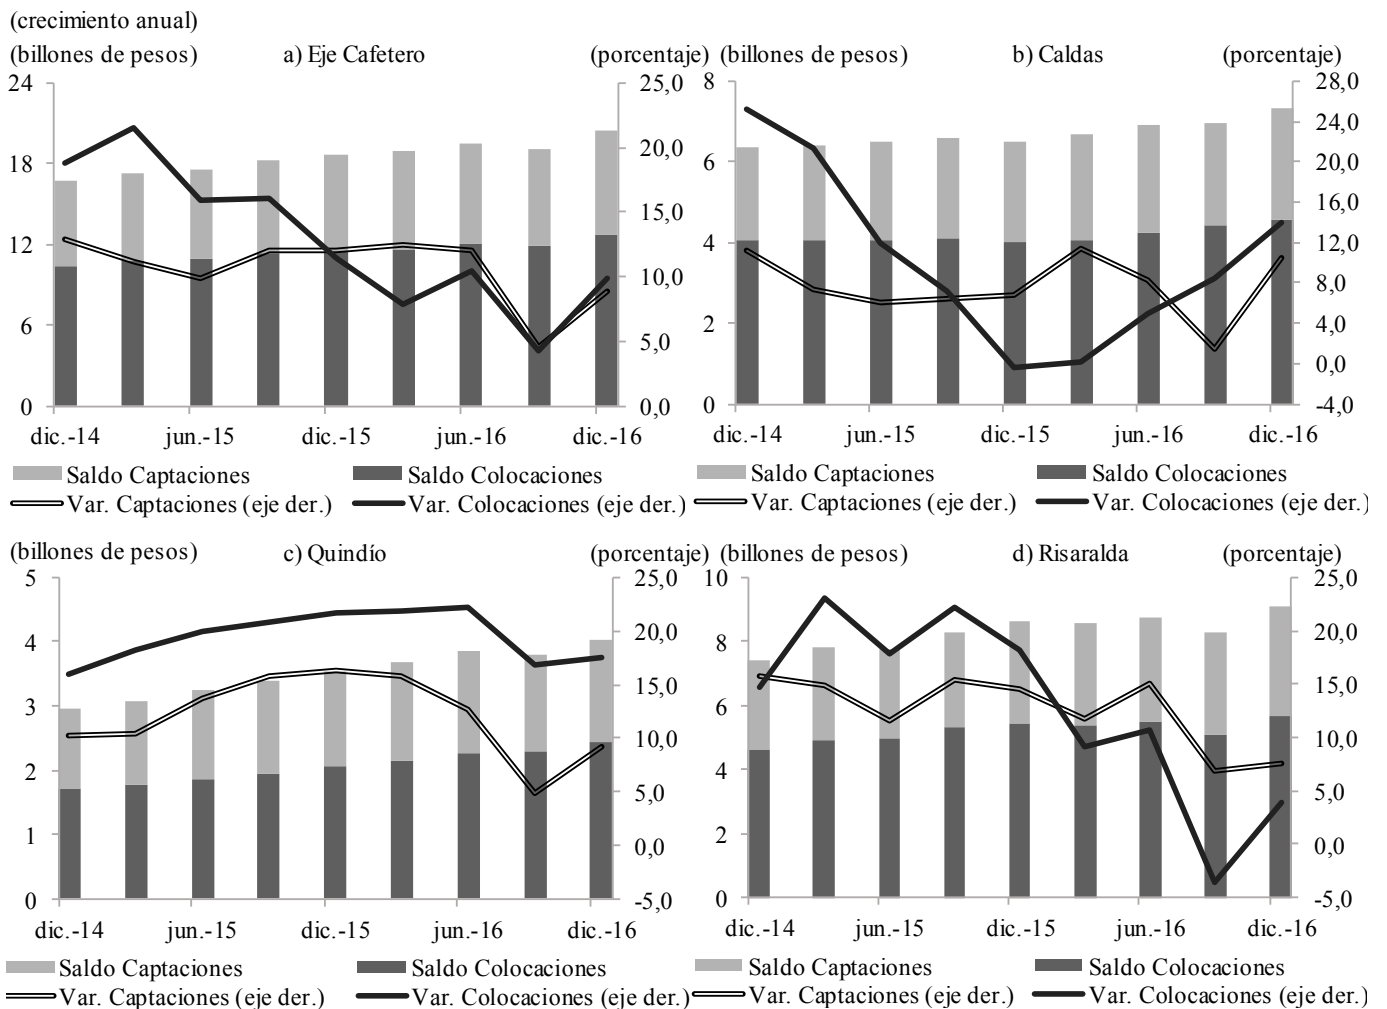 (crecimiento anual)
(billones de pesos) a) Eje Cafetero (porcentaje)
24 25,0
20,0
18
15,0
12
10,0
6
5,0
0 0,0
dic.-14 jun.-15 dic.-15 jun.-16 dic.-16
Saldo Captaciones Saldo Colocaciones
Var. Captaciones (eje der.) Var. Colocaciones (eje der.)
(billones de pesos) b) Caldas (porcentaje)
8 28,0
24,0
6 20,0
16,0
4 12,0
8,0
2 4,0
0,0
0 -4,0
dic.-14 jun.-15 dic.-15 jun.-16 dic.-16
Saldo Captaciones Saldo Colocaciones
Var. Captaciones (eje der.) Var. Colocaciones (eje der.)
(billones de pesos) c) Quindío (porcentaje)
5 25,0
4 20,0
15,0
3
10,0
2
5,0
1 0,0
0 -5,0
dic.-14 jun.-15 dic.-15 jun.-16 dic.-16
Saldo Captaciones Saldo Colocaciones
Var. Captaciones (eje der.) Var. Colocaciones (eje der.)
(billones de pesos) d) Risaralda (porcentaje)
10 25,0
8 20,0
15,0
6
10,0
4
5,0
2 0,0
0 -5,0
dic.-14 jun.-15 dic.-15 jun.-16 dic.-16
Saldo Captaciones Saldo Colocaciones
Var. Captaciones (eje der.) Var. Colocaciones (eje der.)